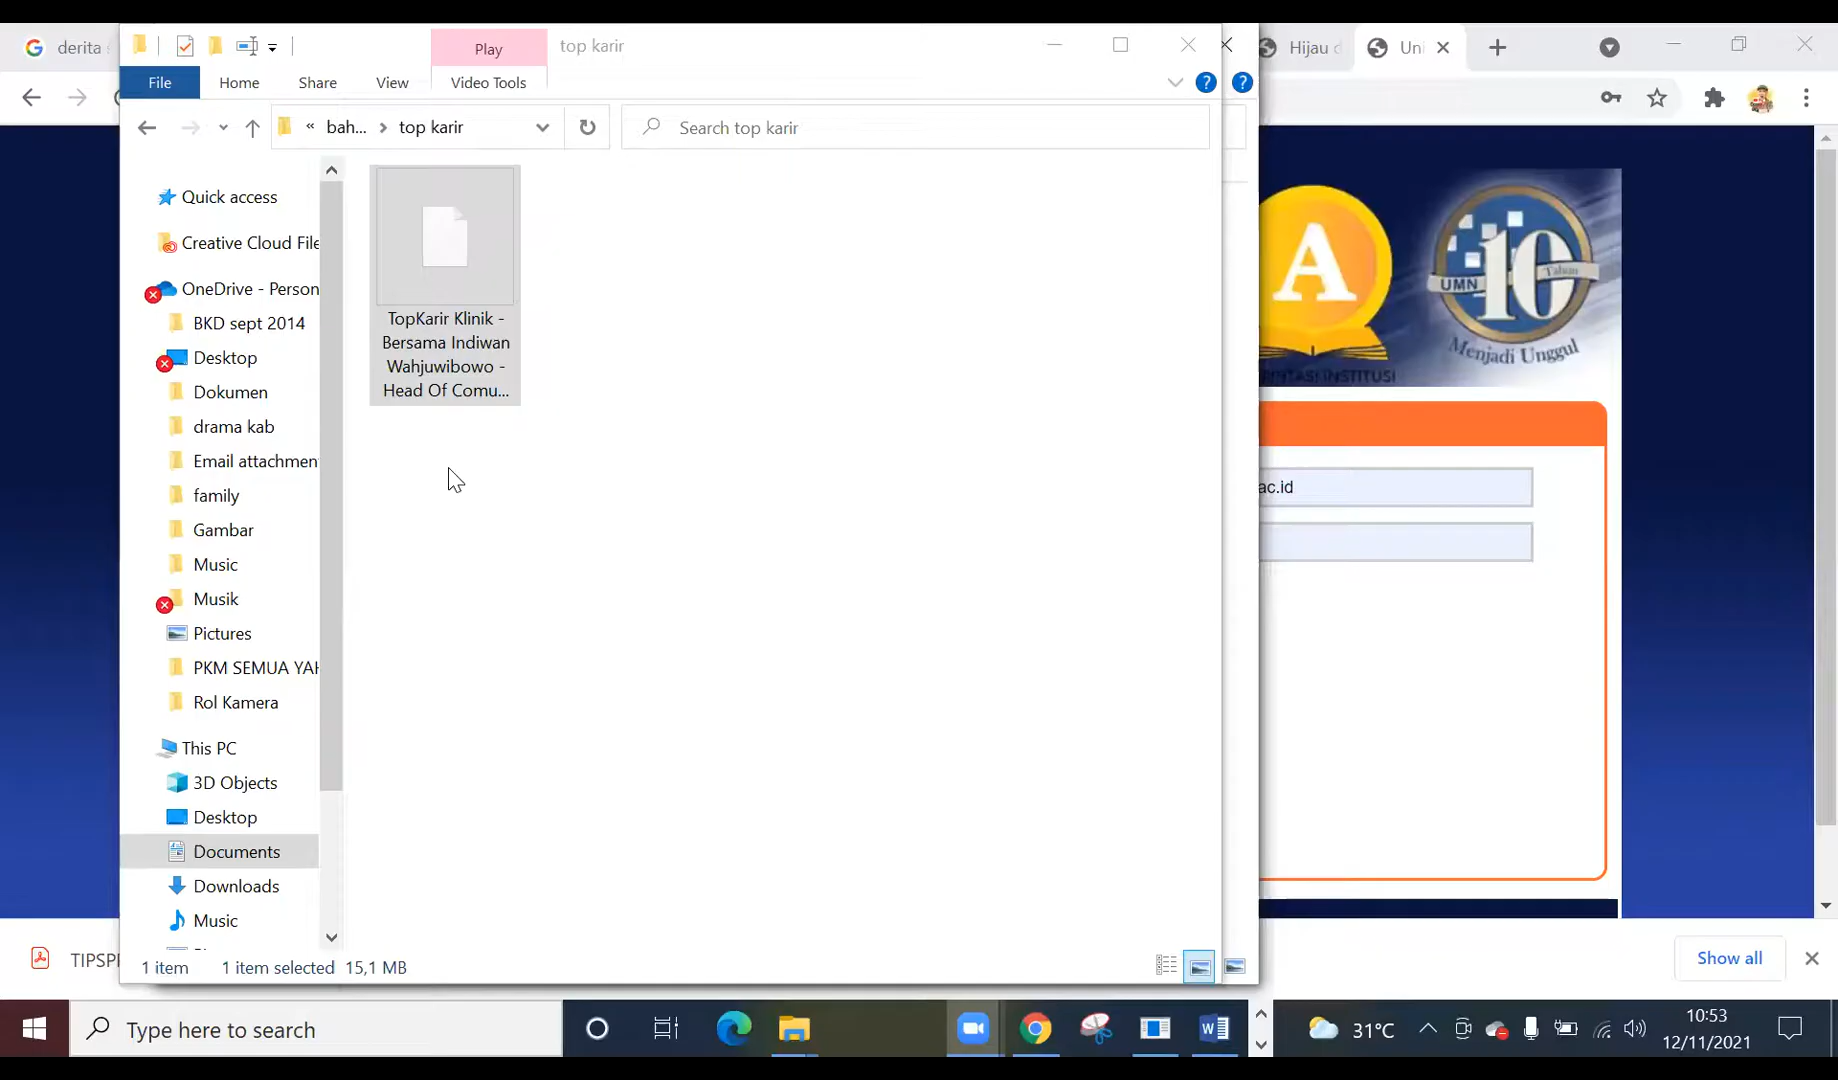 derita
Play
top karir
Hijau
Uni
File
Home
Share
View
Video Tools
« bah... > top karir
Search top karir
Quick access
Creative Cloud File
OneDrive - Person
BKD sept 2014
Desktop
Dokumen
drama kab
Email attachmen
family
Gambar
Music
Musik
Pictures
PKM SEMUA YAH
Rol Kamera
This PC
3D Objects
Desktop
Documents
Downloads
Music
TopKarir Klinik -
Bersama Indiwan
Wahjuwibowo -
Head Of Comu...
A
10
Tahun
UMN
Menjadi Unggul
INSTITUSI
ac.id
1 item
1 item selected 15,1 MB
TIPSP
Show all
Type here to search
31°C
10:53
12/11/2021